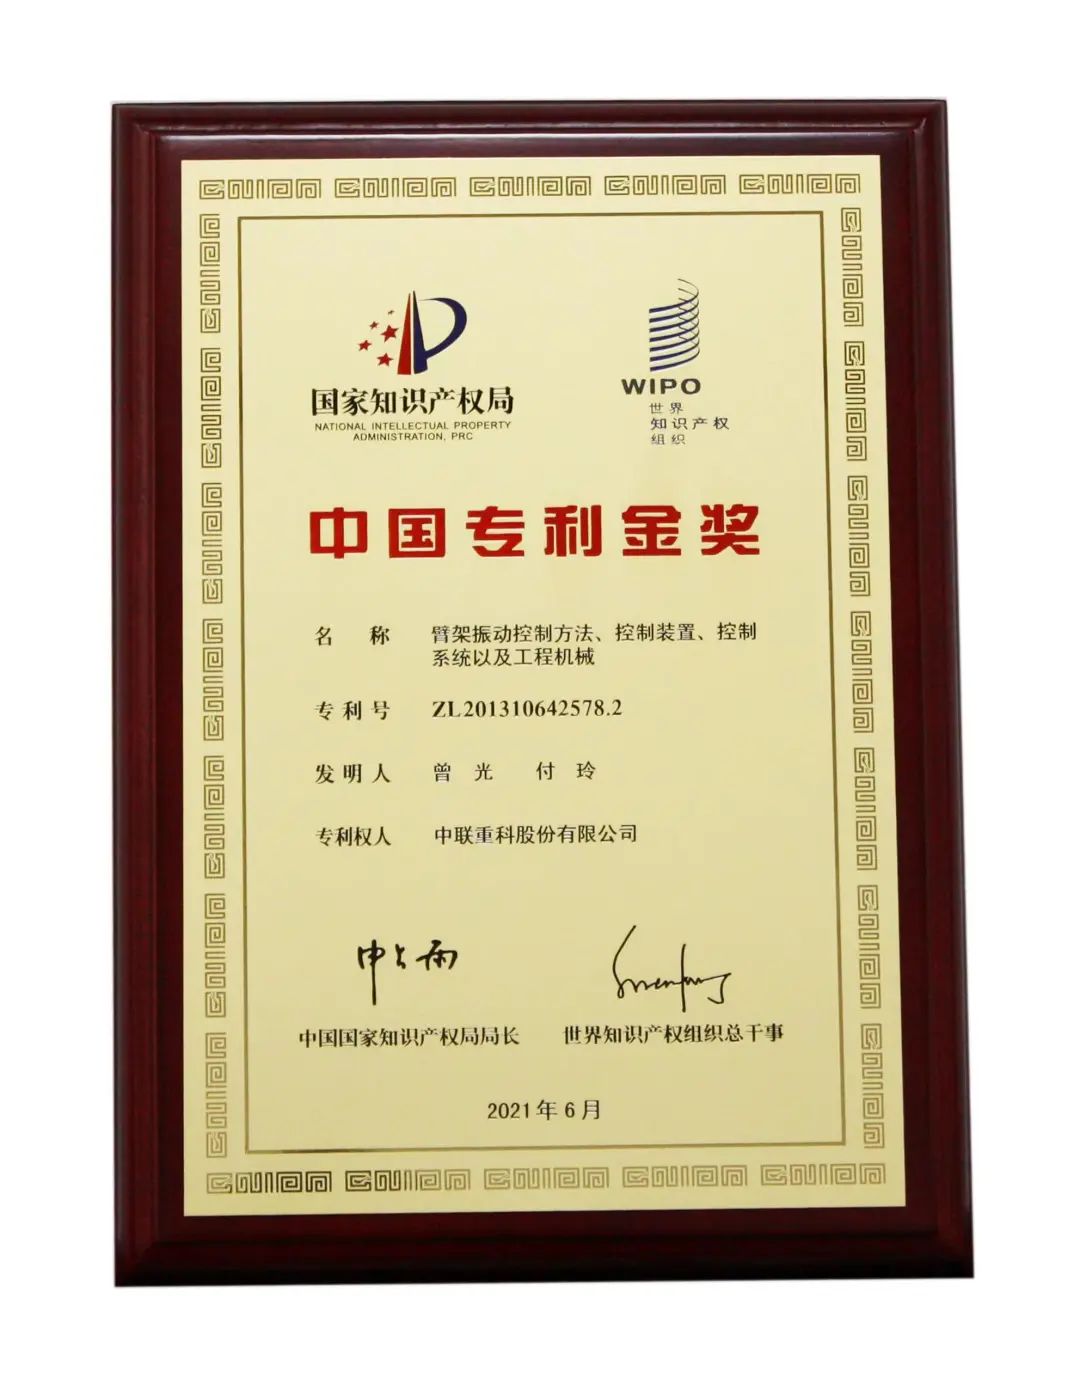 国家知识产权局
NATIONAL INTELLECTUAL PROPERTY
ADMINISTRATION, PRC
WIPO
世界
知识产权
组织
中国专利金奖
名 称 臂架振动控制方法、控制装置、控制
系统以及工程机械
专利号 ZL201310642578.2
发明人 曾光 付玲
专利权人 中联重科股份有限公司
申长雨
中国国家知识产权局局长 世界知识产权组织总干事
2021年6月